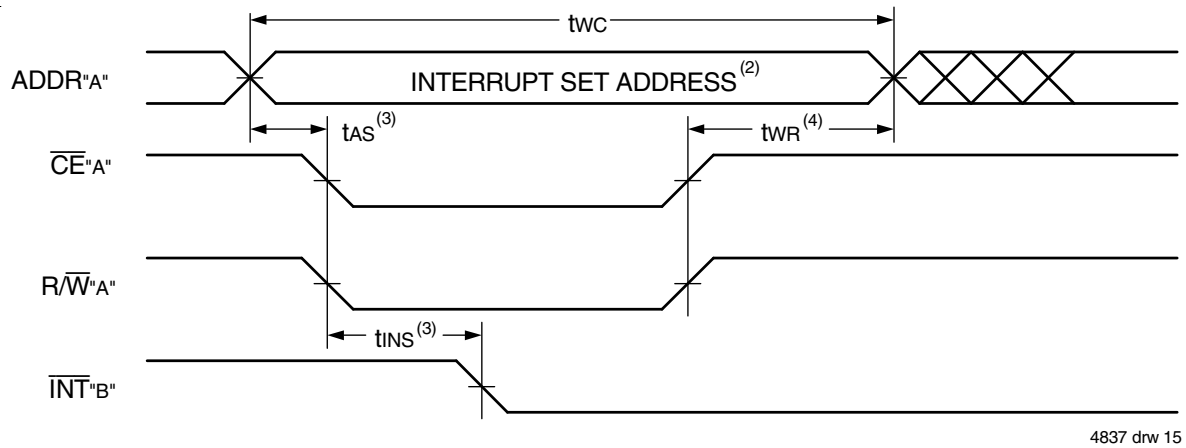 tWC
ADDR"A"
INTERRUPT SET ADDRESS(2)
tAS(3)
tWR(4)
CE"A"
R/W"A"
tINS(3)
INT"B"
4837 drw 15